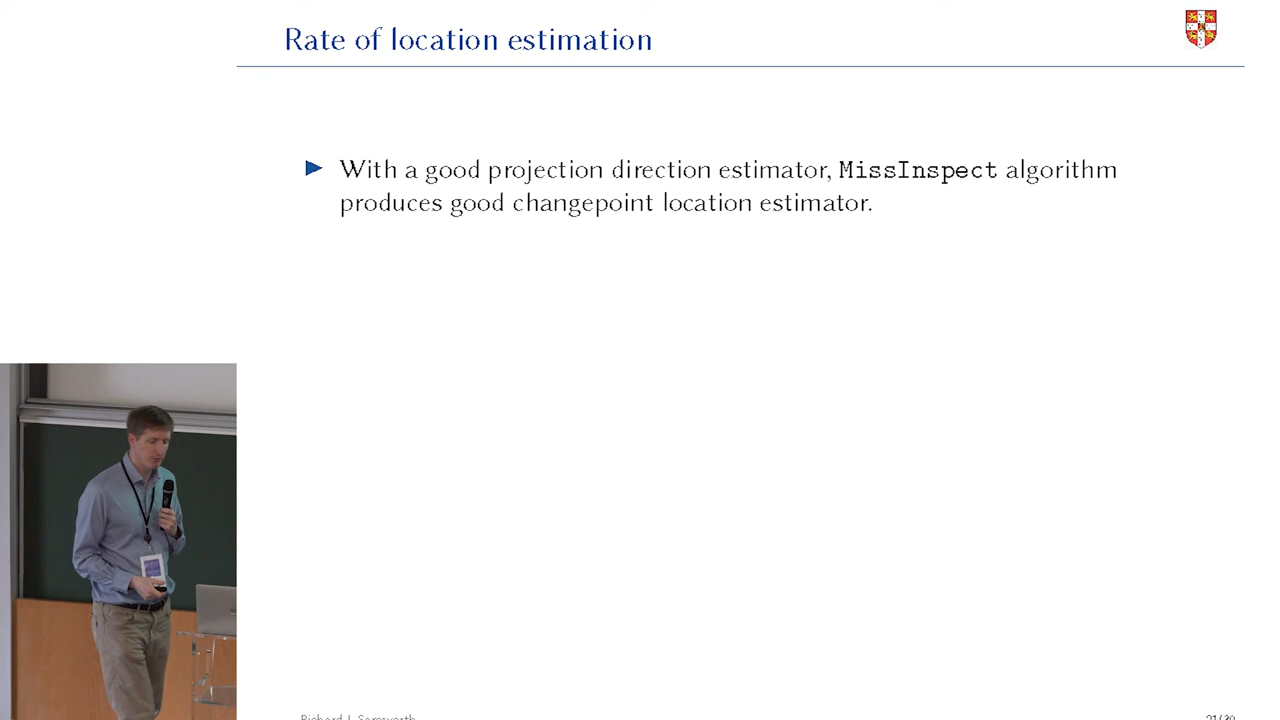 Rate of location estimation
With a good projection direction estimator, MissInspect algorithm
produces good changepoint location estimator.
Richard J. Samworth
21/30